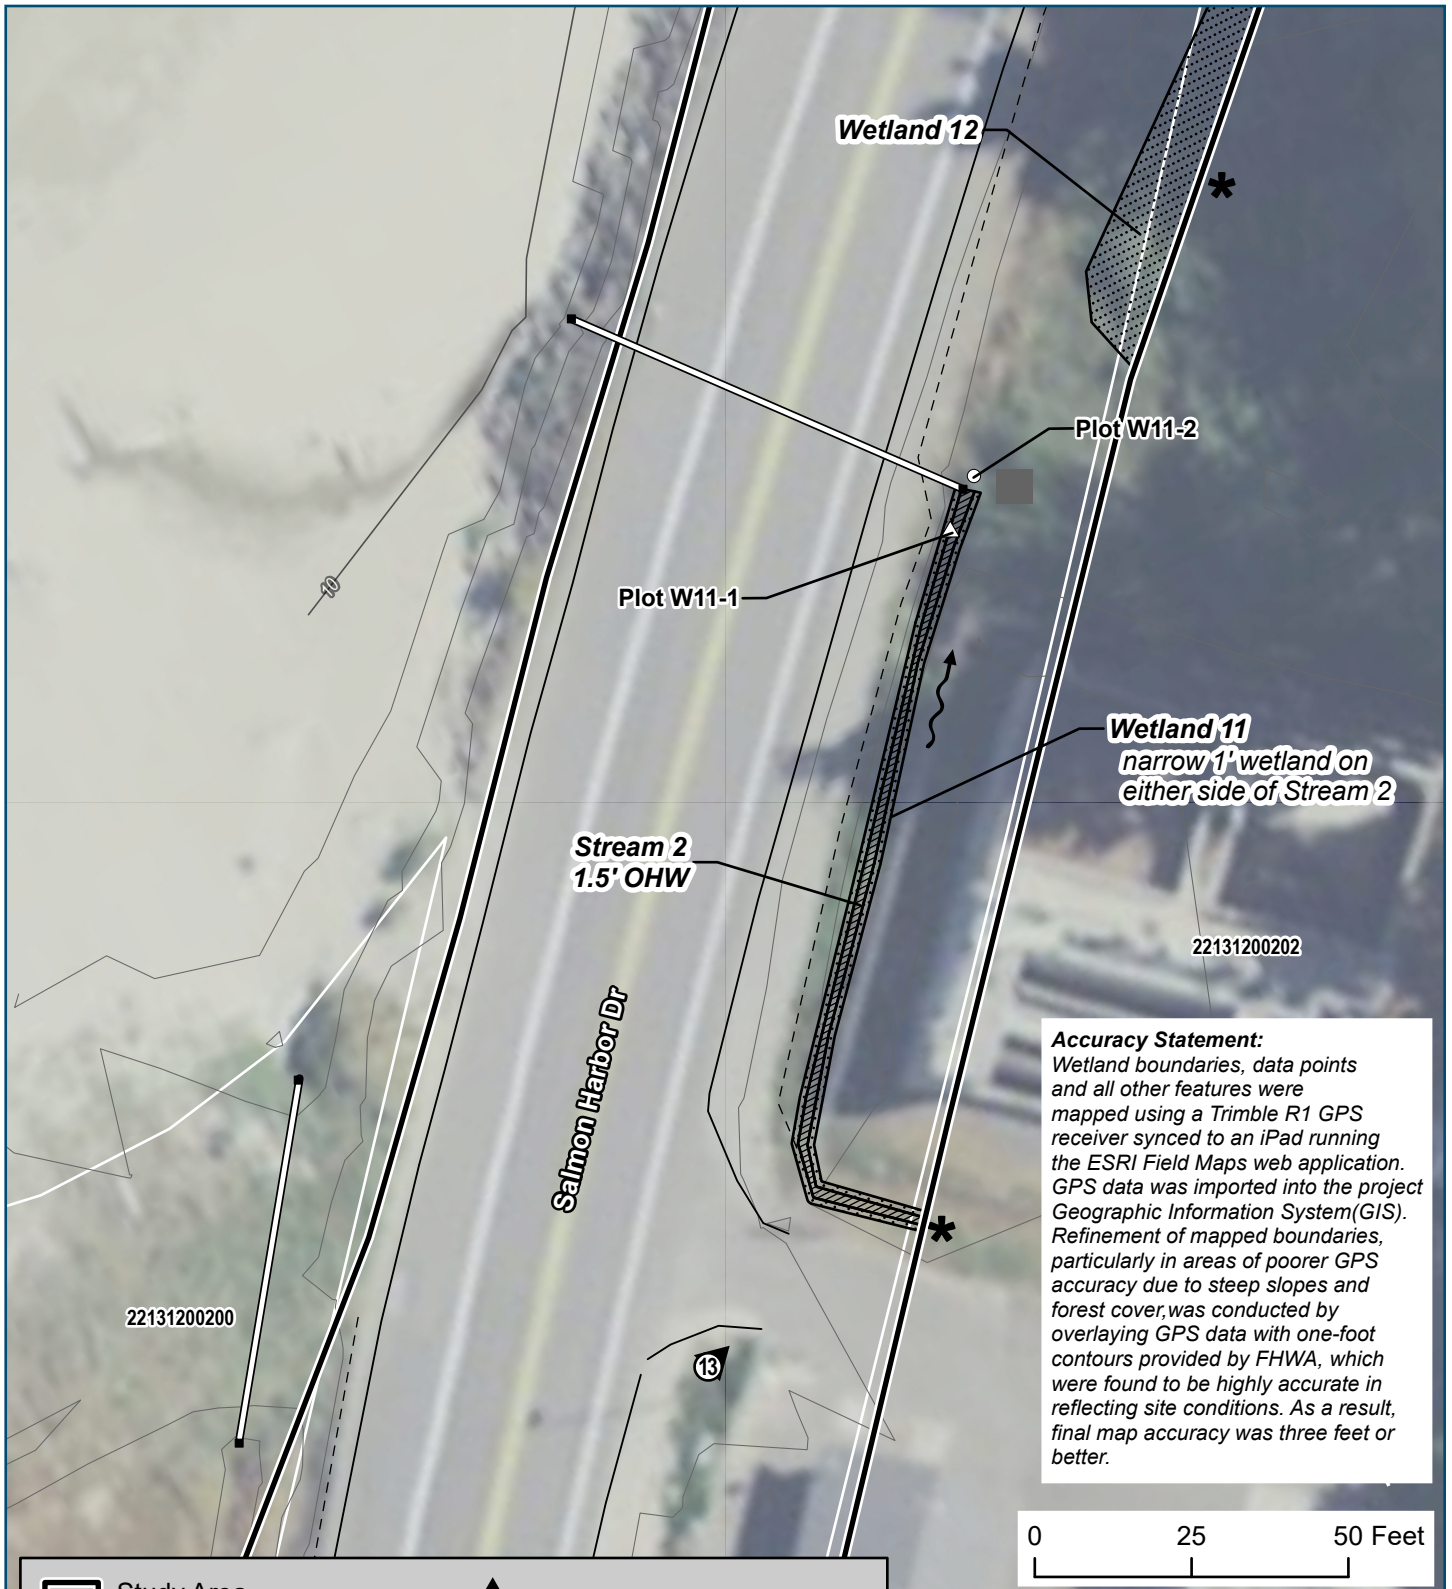 Wetland 12
*
Plot W11-2
10
Plot W11-1
Wetland 11
narrow 1' wetland on
either side of Stream 2
Stream 2
1.5' OHW
22131200202
Salmon Harbor Dr
Accuracy Statement:
Wetland boundaries, data points
and all other features were
mapped using a Trimble R1 GPS
receiver synced to an iPad running
the ESRI Field Maps web application.
GPS data was imported into the project
Geographic Information System(GIS).
Refinement of mapped boundaries,
particularly in areas of poorer GPS
accuracy due to steep slopes and
forest cover,was conducted by
overlaying GPS data with one-foot
contours provided by FHWA, which
were found to be highly accurate in
reflecting site conditions. As a result,
final map accuracy was three feet or
better.
*
22131200200
13
0 25 50 Feet
Study Area